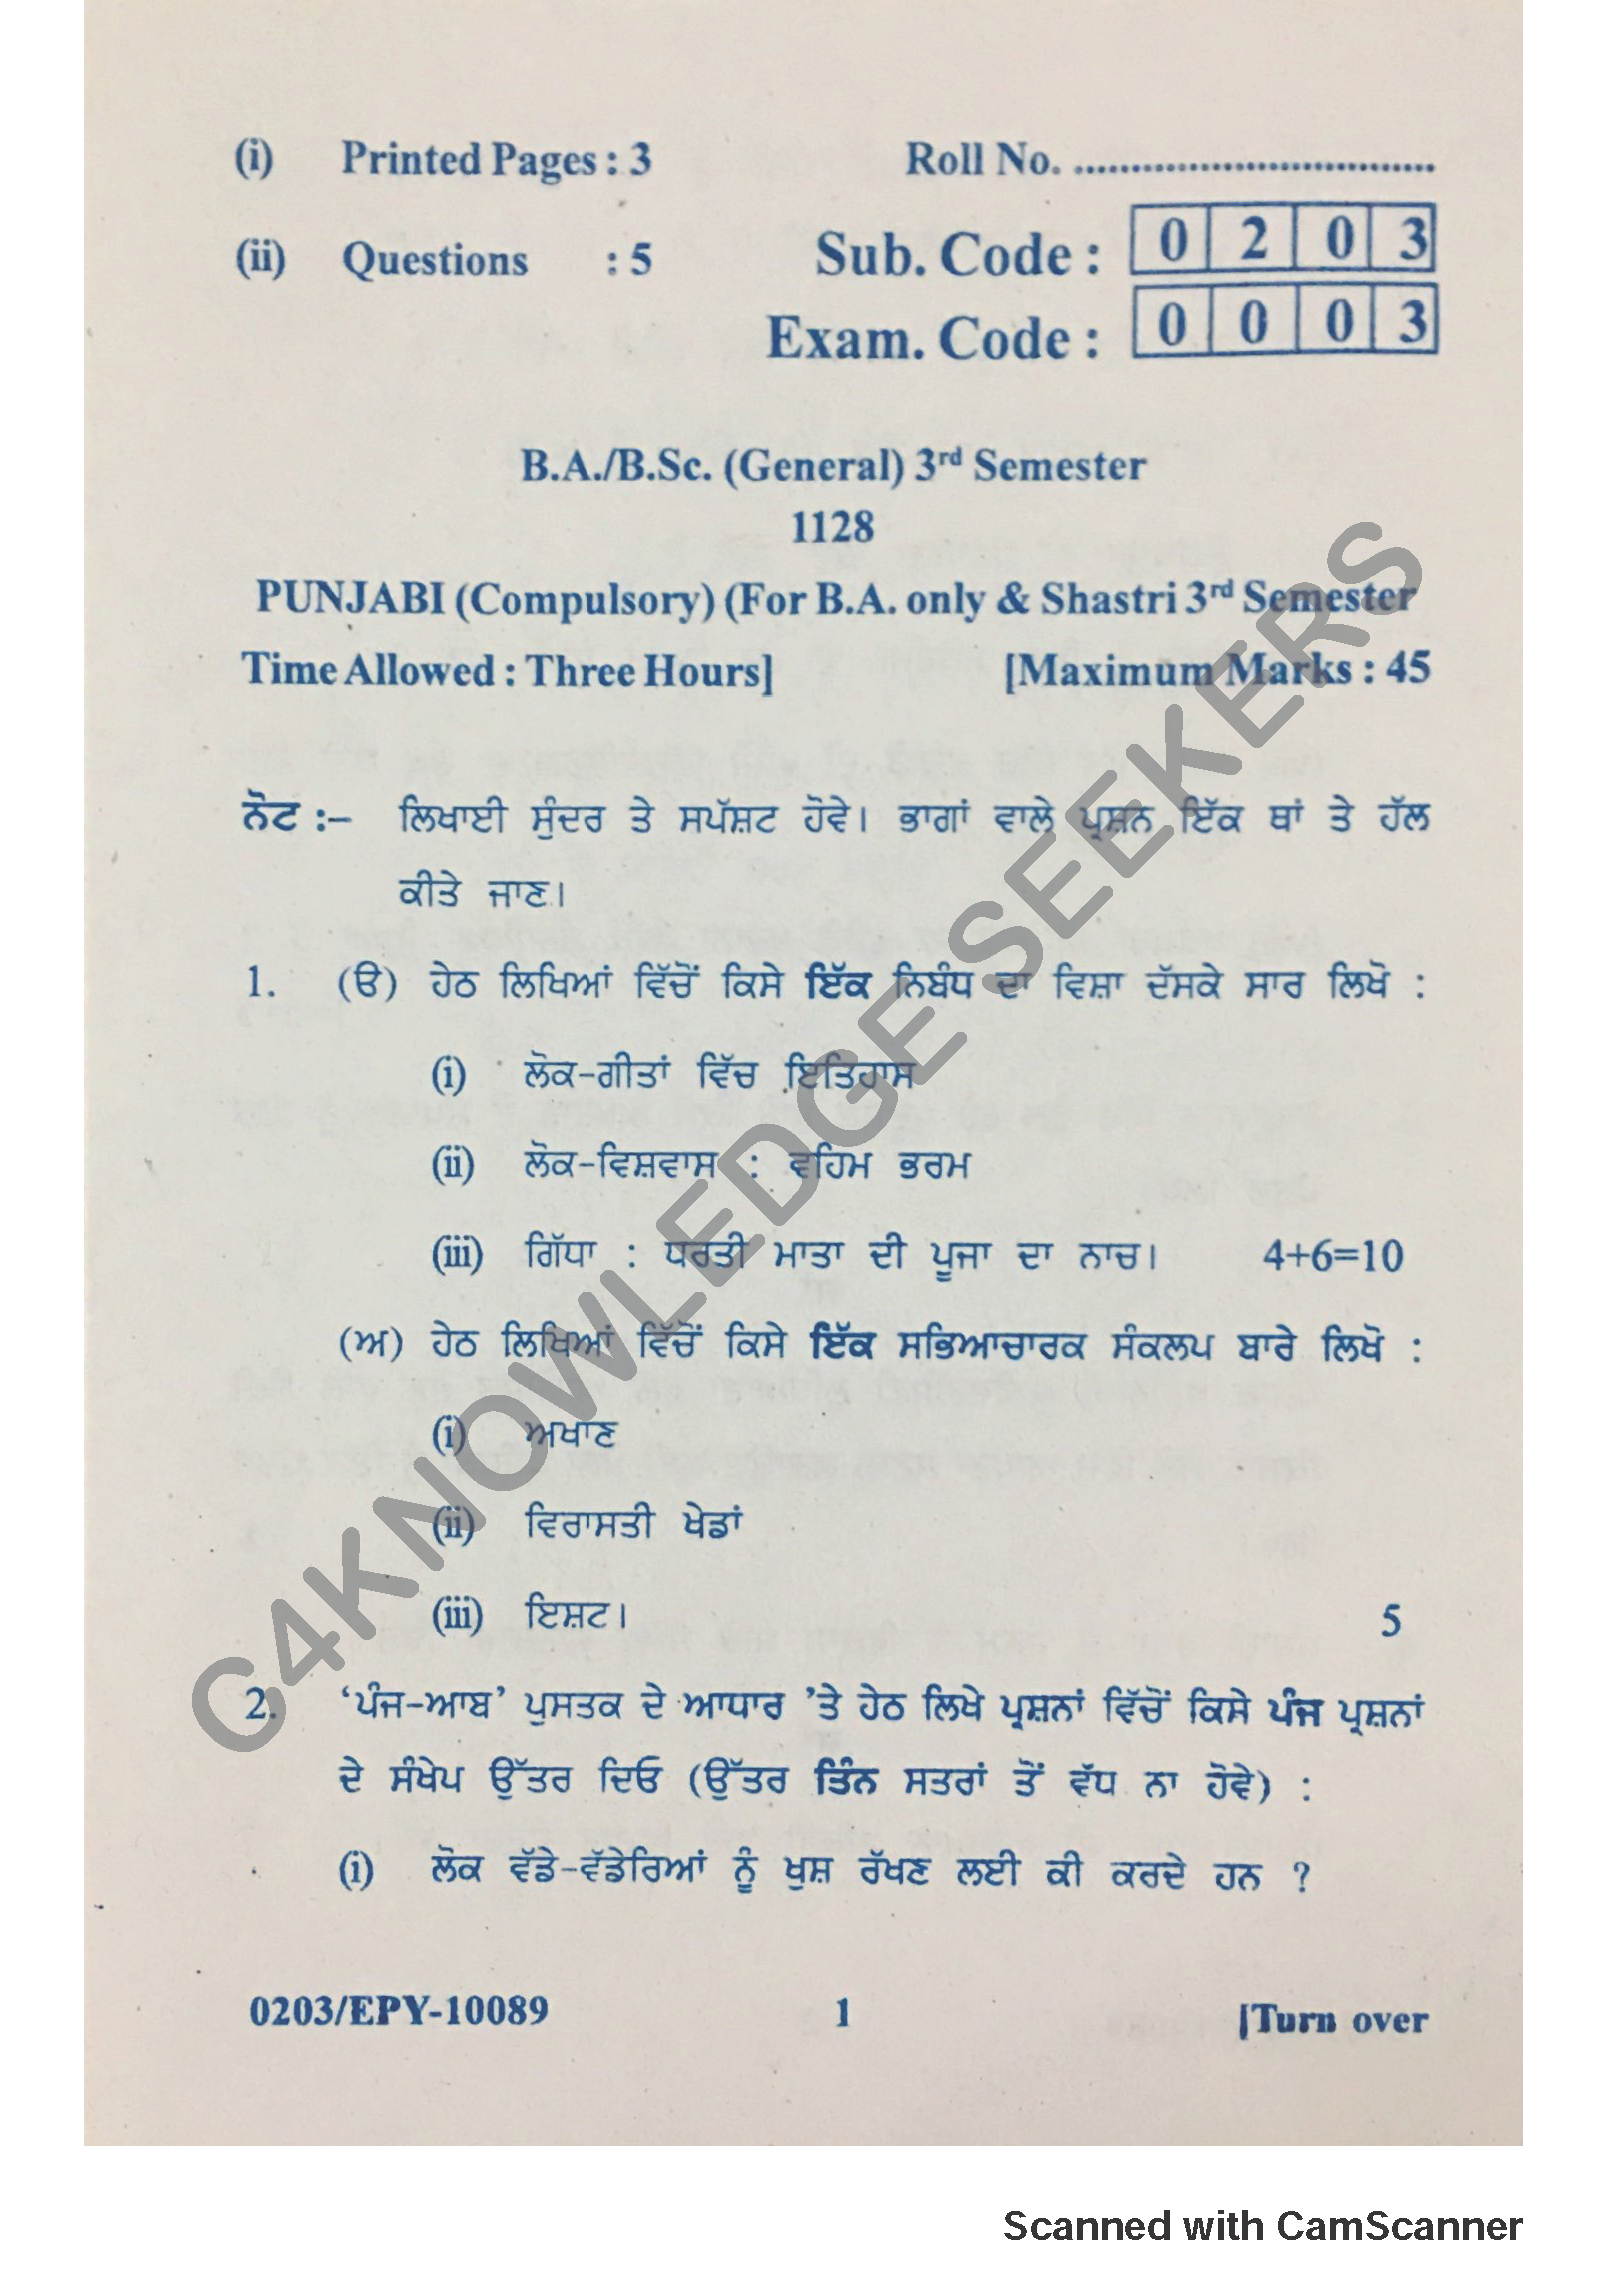 (i) Printed Pages : 3 Roll No. ................................
(ii) Questions : 5 Sub. Code : 0 2 0 3
Exam. Code : 0 0 0 3
B.A./B.Sc. (General) 3rd Semester
1128
PUNJABI (Compulsory) (For B.A. only & Shastri 3rd Semester
Time Allowed : Three Hours] [Maximum Marks : 45
ਨੋਟ :– ਲਿਖਾਈ ਸੁੰਦਰ ਤੇ ਸਪੱਸ਼ਟ ਹੋਵੇ। ਭਾਗਾਂ ਵਾਲੇ ਪ੍ਰਸ਼ਨ ਇੱਕ ਥਾਂ ਤੇ ਹੱਲ
ਕੀਤੇ ਜਾਣ।
1. (ੳ) ਹੇਠ ਲਿਖਿਆਂ ਵਿੱਚੋਂ ਕਿਸੇ ਇੱਕ ਨਿਬੰਧ ਦਾ ਵਿਸ਼ਾ ਦੱਸਕੇ ਸਾਰ ਲਿਖੋ :
(i) ਲੋਕ-ਗੀਤਾਂ ਵਿੱਚ ਇਤਿਹਾਸ
(ii) ਲੋਕ-ਵਿਸ਼ਵਾਸ : ਵਹਿਮ ਭਰਮ
(iii) ਗਿੱਧਾ : ਧਰਤੀ ਮਾਤਾ ਦੀ ਪੂਜਾ ਦਾ ਨਾਚ। 4+6=10
(ਅ) ਹੇਠ ਲਿਖਿਆਂ ਵਿੱਚੋਂ ਕਿਸੇ ਇੱਕ ਸਭਿਆਚਾਰਕ ਸੰਕਲਪ ਬਾਰੇ ਲਿਖੋ :
(i) ਅਖਾਣ
(ii) ਵਿਰਾਸਤੀ ਖੇਡਾਂ
(iii) ਇਸ਼ਟ। 5
2. ‘ਪੰਜ-ਆਬ’ ਪੁਸਤਕ ਦੇ ਆਧਾਰ ’ਤੇ ਹੇਠ ਲਿਖੇ ਪ੍ਰਸ਼ਨਾਂ ਵਿੱਚੋਂ ਕਿਸੇ ਪੰਜ ਪ੍ਰਸ਼ਨਾਂ
ਦੇ ਸੰਖੇਪ ਉੱਤਰ ਦਿਓ (ਉੱਤਰ ਤਿੰਨ ਸਤਰਾਂ ਤੋਂ ਵੱਧ ਨਾ ਹੋਵੇ) :
(i) ਲੋਕ ਵੱਡੇ-ਵੱਡੇਰਿਆਂ ਨੂੰ ਖੁਸ਼ ਰੱਖਣ ਲਈ ਕੀ ਕਰਦੇ ਹਨ ?
0203/EPY-10089 1 [Turn over
C4KNOWLEDGE SEEKERS
Scanned with CamScanner